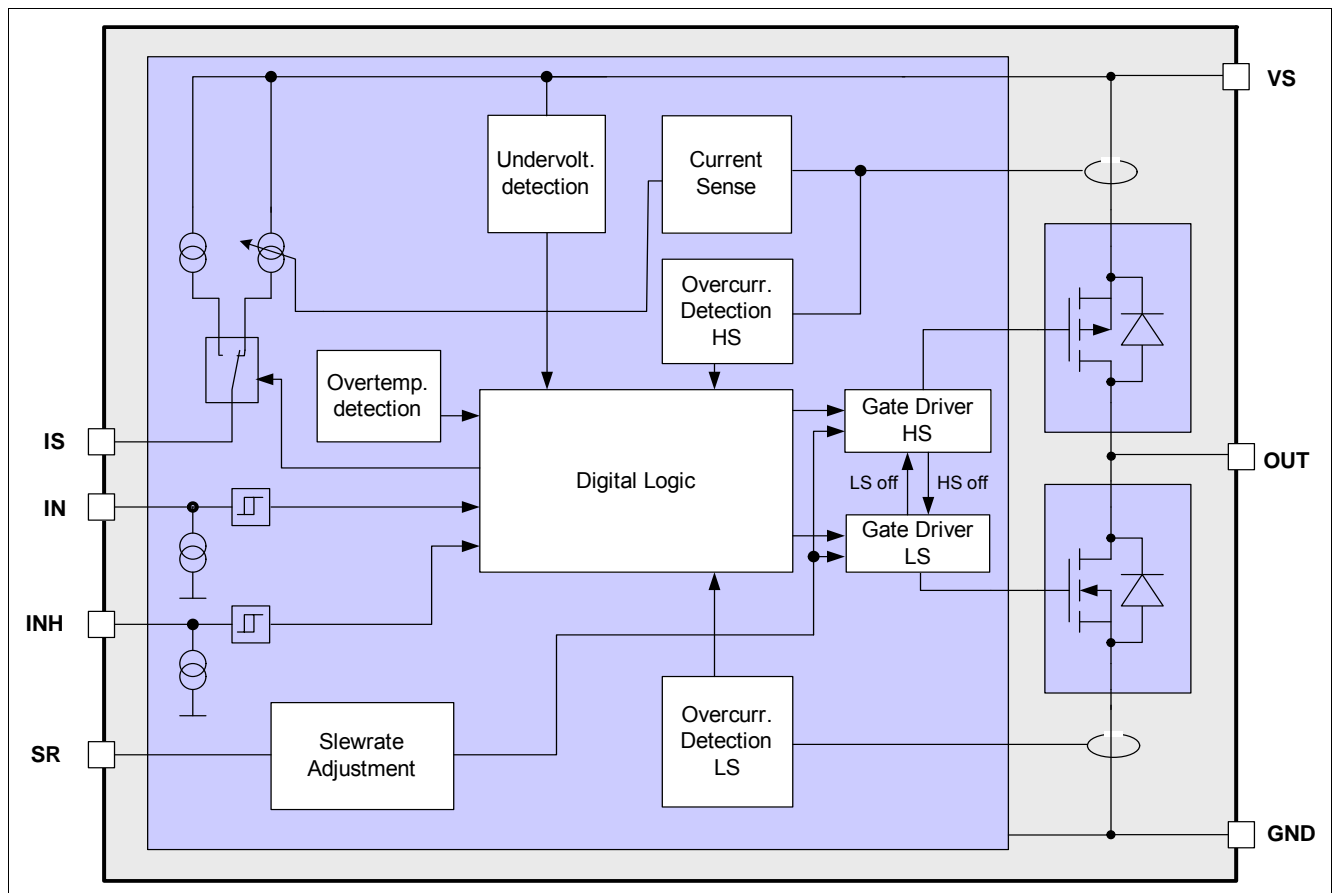 VS
Undervolt.
detection
Current
Sense
Overcurr.
Detection
HS
Overtemp.
detection
Gate Driver
HS
IS
OUT
Digital Logic
LS off
HS off
IN
Gate Driver
LS
INH
Overcurr.
Detection
LS
SR
Slewrate
Adjustment
GND